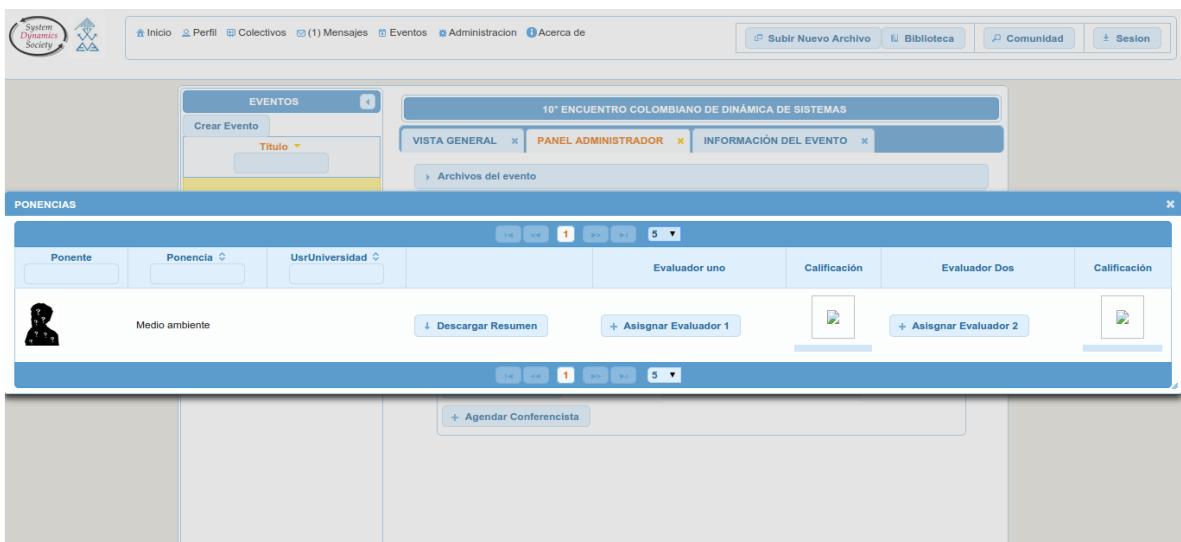 System
Dynamics
Society
Inicio Perfil Colectivos (1) Mensajes Eventos Administracion Acerca de
Subir Nuevo Archivo Biblioteca Comunidad Sesion
EVENTOS
10° ENCUENTRO COLOMBIANO DE DINÁMICA DE SISTEMAS
Crear Evento
VISTA GENERAL PANEL ADMINISTRADOR INFORMACIÓN DEL EVENTO
Título
Archivos del evento
PONENCIAS
1 5
Ponente Ponencia UsrUniversidad Evaluador uno Calificación Evaluador Dos Calificación
Medio ambiente Descargar Resumen Asisgnar Evaluador 1 Asisgnar Evaluador 2
1 5
Agendar Conferencista